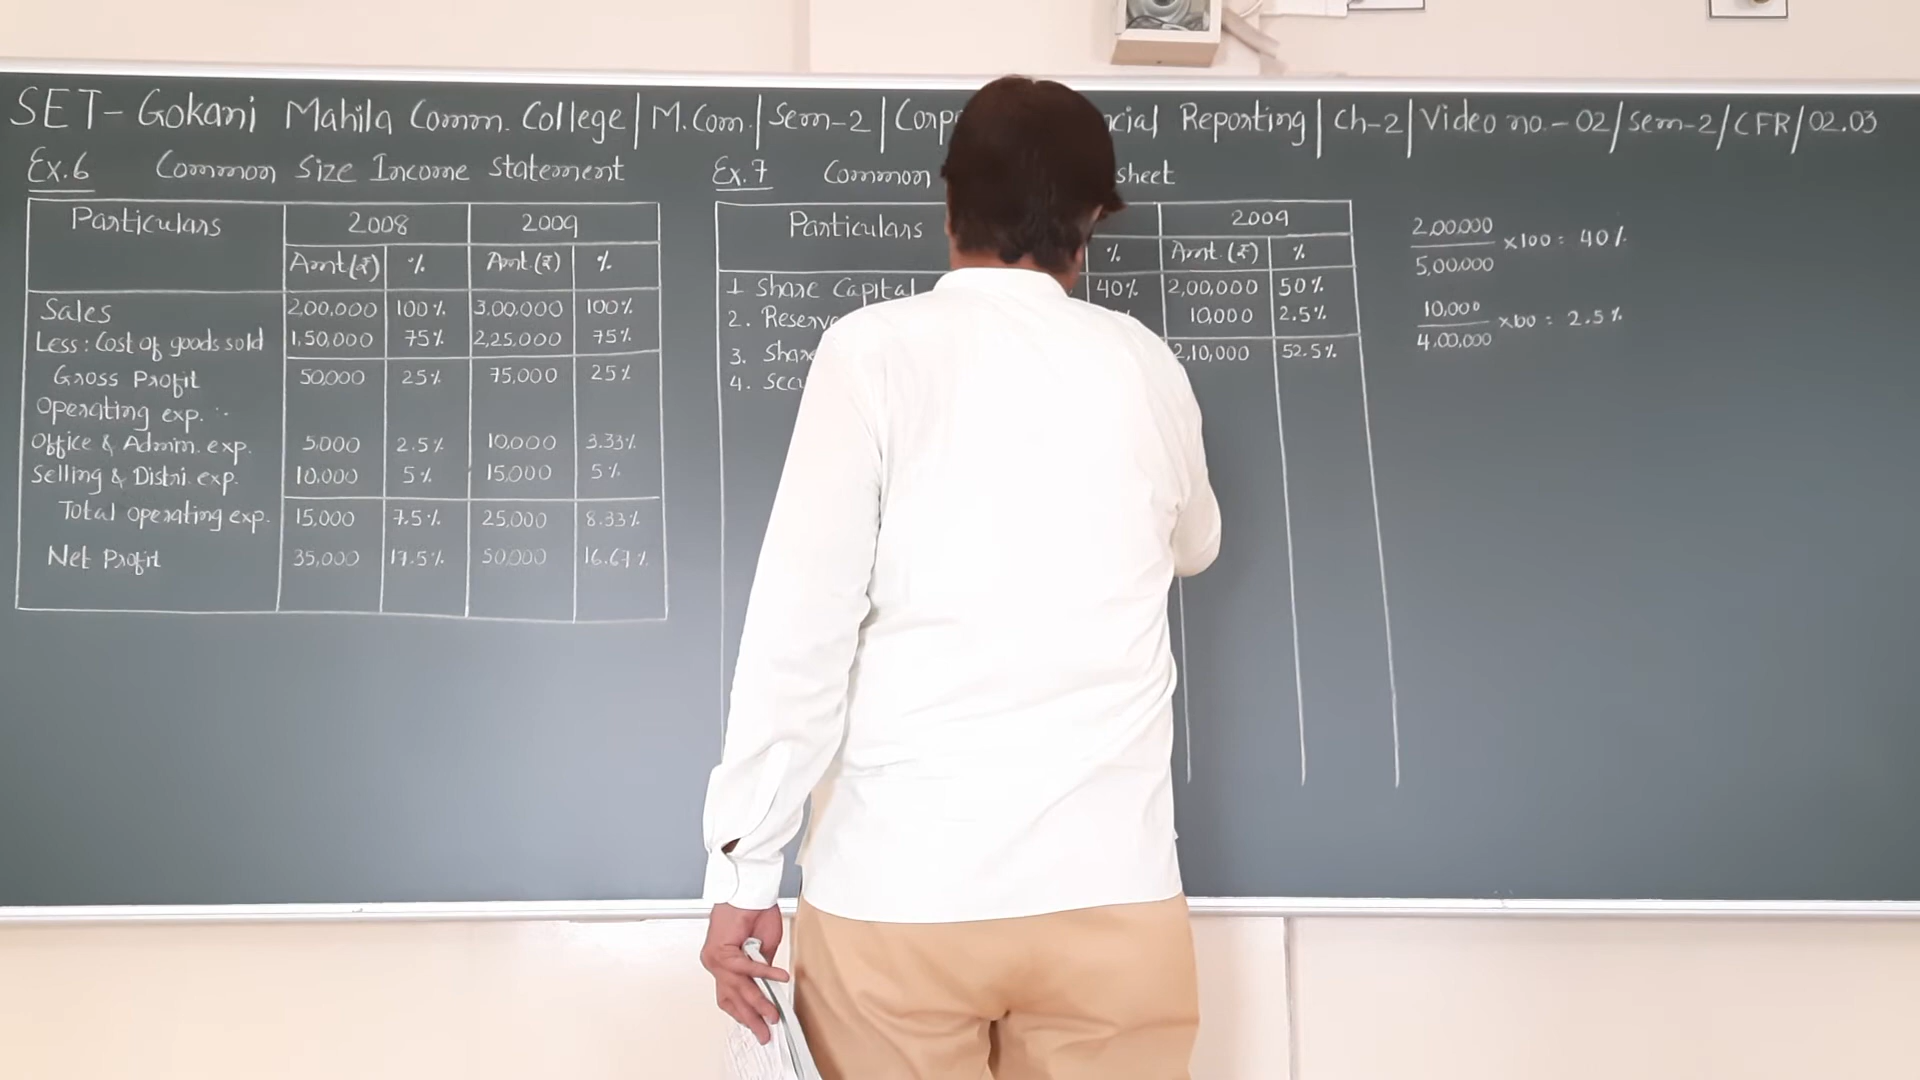 SET- Gokani Mahila Comm. College | M.Com. | Sem-2 | Reporting | Ch-2 | Video no.- 02 / sem-2 / CFR / 02.03
Ex.6 Common Size Income statement
Particulars 2008 2009
Amt (₹) % Amt. (₹) %
Sales 2,00,000 100% 3,00,000 100%
Less: Cost of goods sold 1,50,000 75% 2,25,000 75%
Gross Profit 50,000 25% 75,000 25%
Operating exp. :-
Office & Admin. exp. 5,000 2.5% 10,000 3.33%
Selling & Distri. exp. 10,000 5% 15,000 5%
Total operating exp. 15,000 7.5% 25,000 8.33%
Net Profit 35,000 17.5% 50,000 16.67%
Ex.7 Common sheet
Particulars 2009
% Amt. (₹) %
1 Share Capital 40% 2,00,000 50%
2. 10,000 2.5%
3. 2,10,000 52.5%
4.
2,00,000
5,00,000
×100 = 40%
10,000
4,00,000
×100 = 2.5%